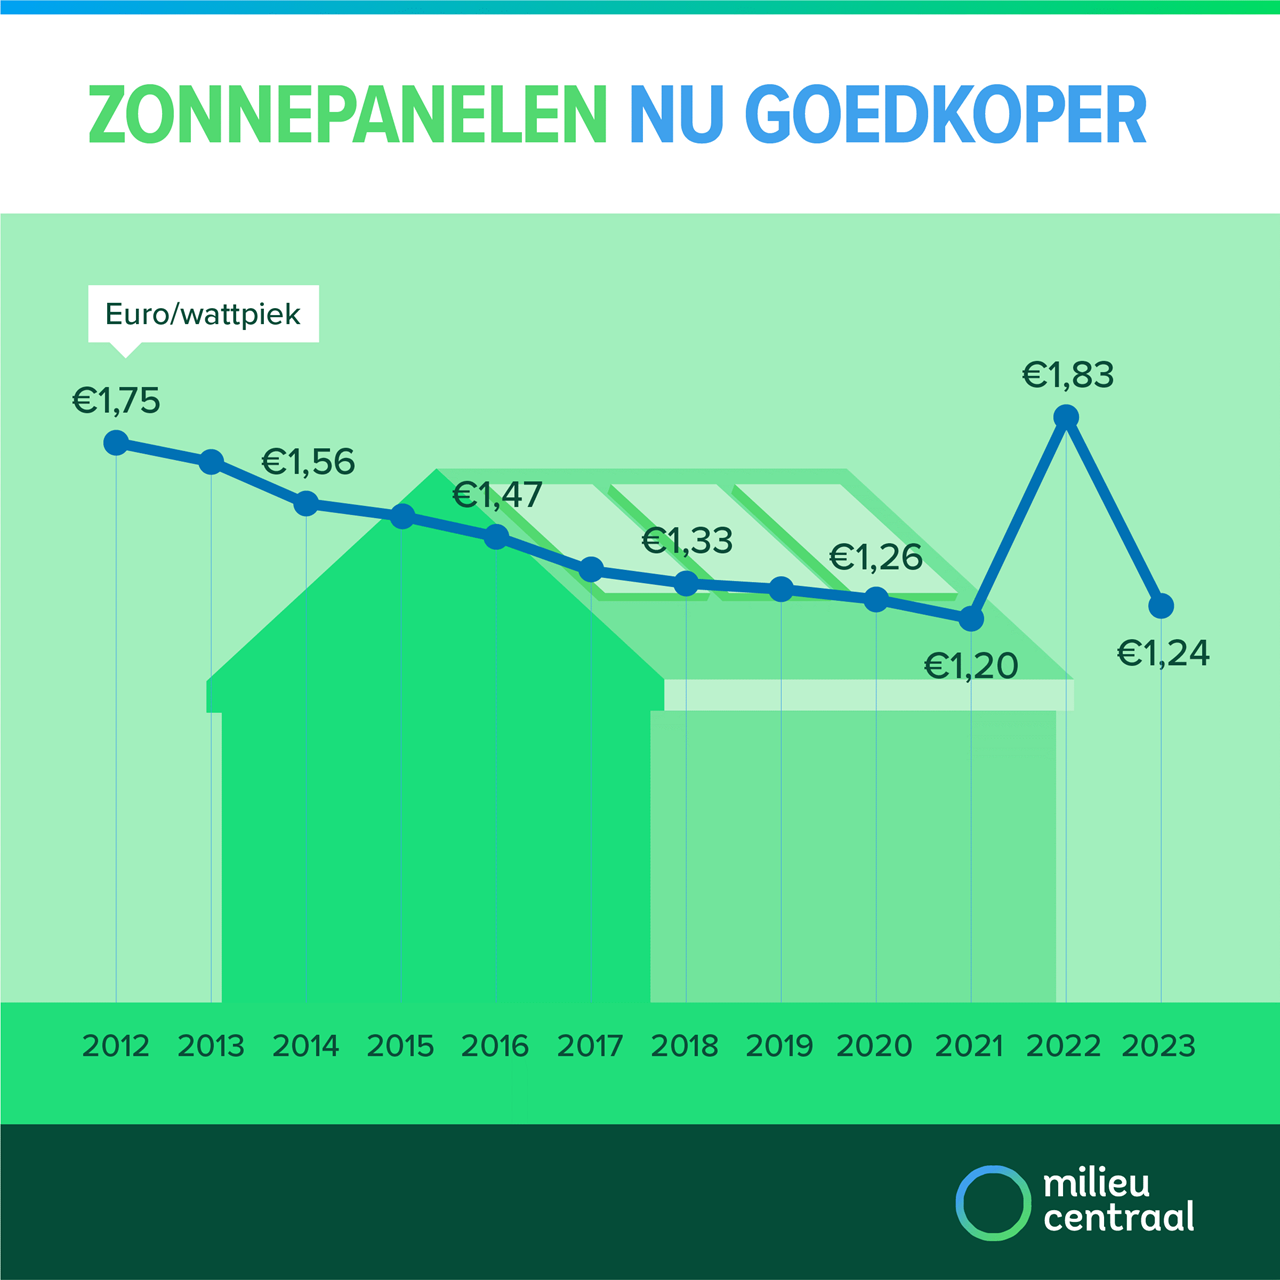 ZONNEPANELEN NU GOEDKOPER
Euro/wattpiek
€1,75
€1,56
€1,47
€1,33
€1,26
€1,20
€1,83
€1,24
2012 2013 2014 2015 2016 2017 2018 2019 2020 2021 2022 2023
milieu
centraal